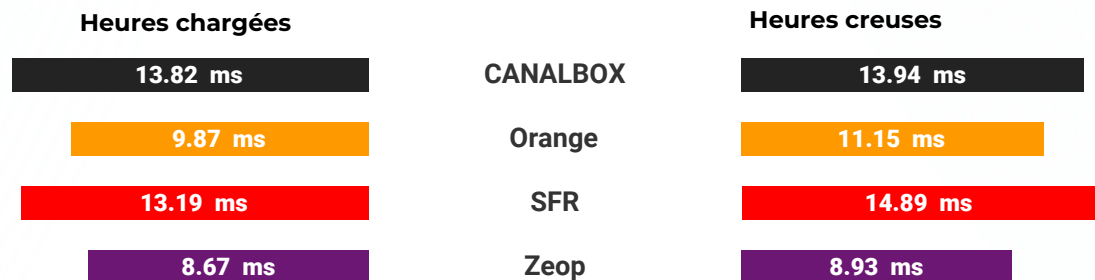 Heures chargées
Heures creuses
13.82 ms CANALBOX 13.94 ms
9.87 ms Orange 11.15 ms
13.19 ms SFR 14.89 ms
8.67 ms Zeop 8.93 ms